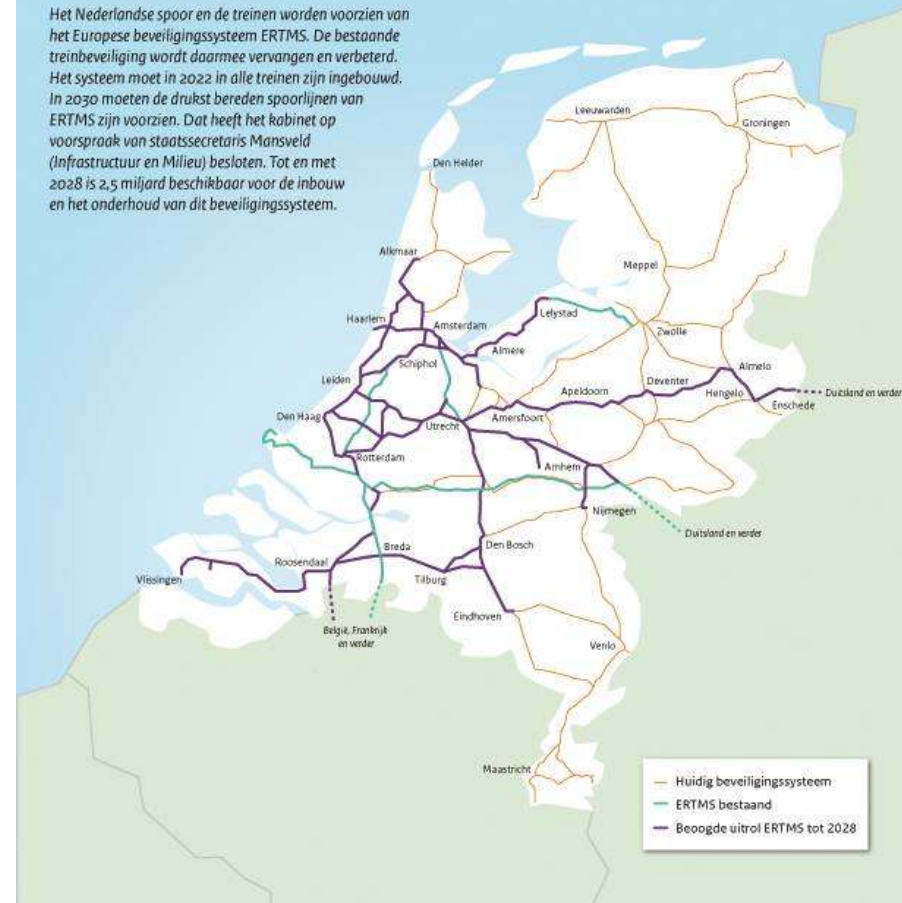 Het Nederlandse spoor en de treinen worden voorzien van
het Europese beveiligingssysteem ERTMS. De bestaande
treinbeveiliging wordt daarmee vervangen en verbeterd.
Het systeem moet in 2022 in alle treinen zijn ingebouwd.
In 2030 moeten de drukst bereden spoorlijnen van
ERTMS zijn voorzien. Dat heeft het kabinet op
voorspraak van staatssecretaris Mansveld
(Infrastructuur en Milieu) besloten. Tot en met
2028 is 2,5 miljard beschikbaar voor de inbouw
en het onderhoud van dit beveiligingssysteem.
Leeuwarden
Groningen
Den Helder
Alkmaar
Meppel
Lelystad
Haarlem
Amsterdam
Zwolle
Almere
Schiphol
Almelo
Leiden
Deventer
Apeldoorn
Hengelo
Duitsland en verder
Enschede
Den Haag
Utrecht
Amersfoort
Rotterdam
Arnhem
Nijmegen
Duitsland en verder
Breda
Den Bosch
Roosendaal
Vlissingen
Tilburg
Eindhoven
België, Frankrijk
en verder
Venlo
Maastricht
Huidig beveiligingssysteem
ERTMS bestaand
Beoogde uitrol ERTMS tot 2028